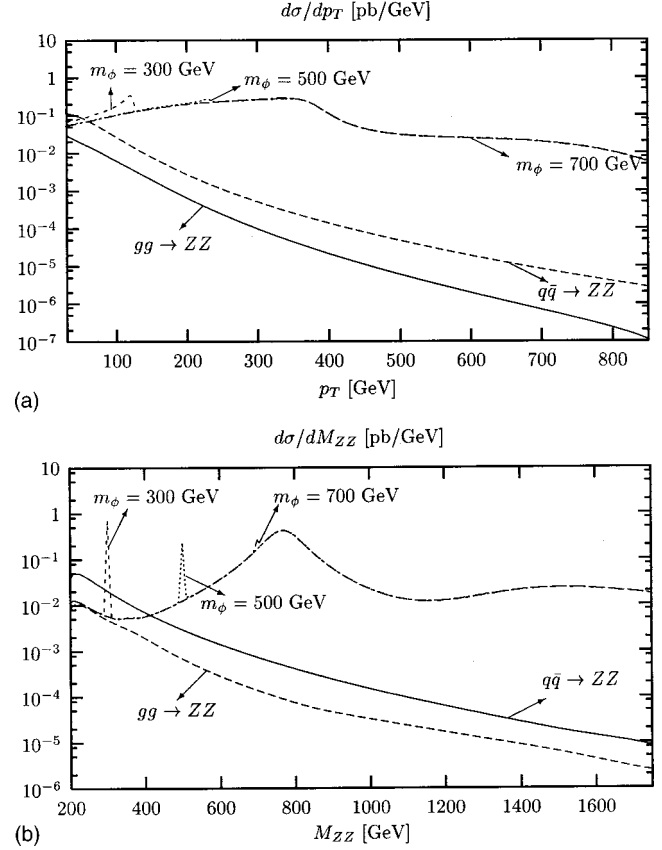 dσ/dp_T [pb/GeV]
10
1
10⁻¹
10⁻²
10⁻³
10⁻⁴
10⁻⁵
10⁻⁶
10⁻⁷
m_ϕ = 300 GeV
m_ϕ = 500 GeV
m_ϕ = 700 GeV
gg → ZZ
qq̄ → ZZ
100 200 300 400 500 600 700 800
p_T [GeV]
(a)
dσ/dM_ZZ [pb/GeV]
10
1
10⁻¹
10⁻²
10⁻³
10⁻⁴
10⁻⁵
10⁻⁶
m_ϕ = 300 GeV
m_ϕ = 700 GeV
m_ϕ = 500 GeV
gg → ZZ
qq̄ → ZZ
200 400 600 800 1000 1200 1400 1600
M_ZZ [GeV]
(b)